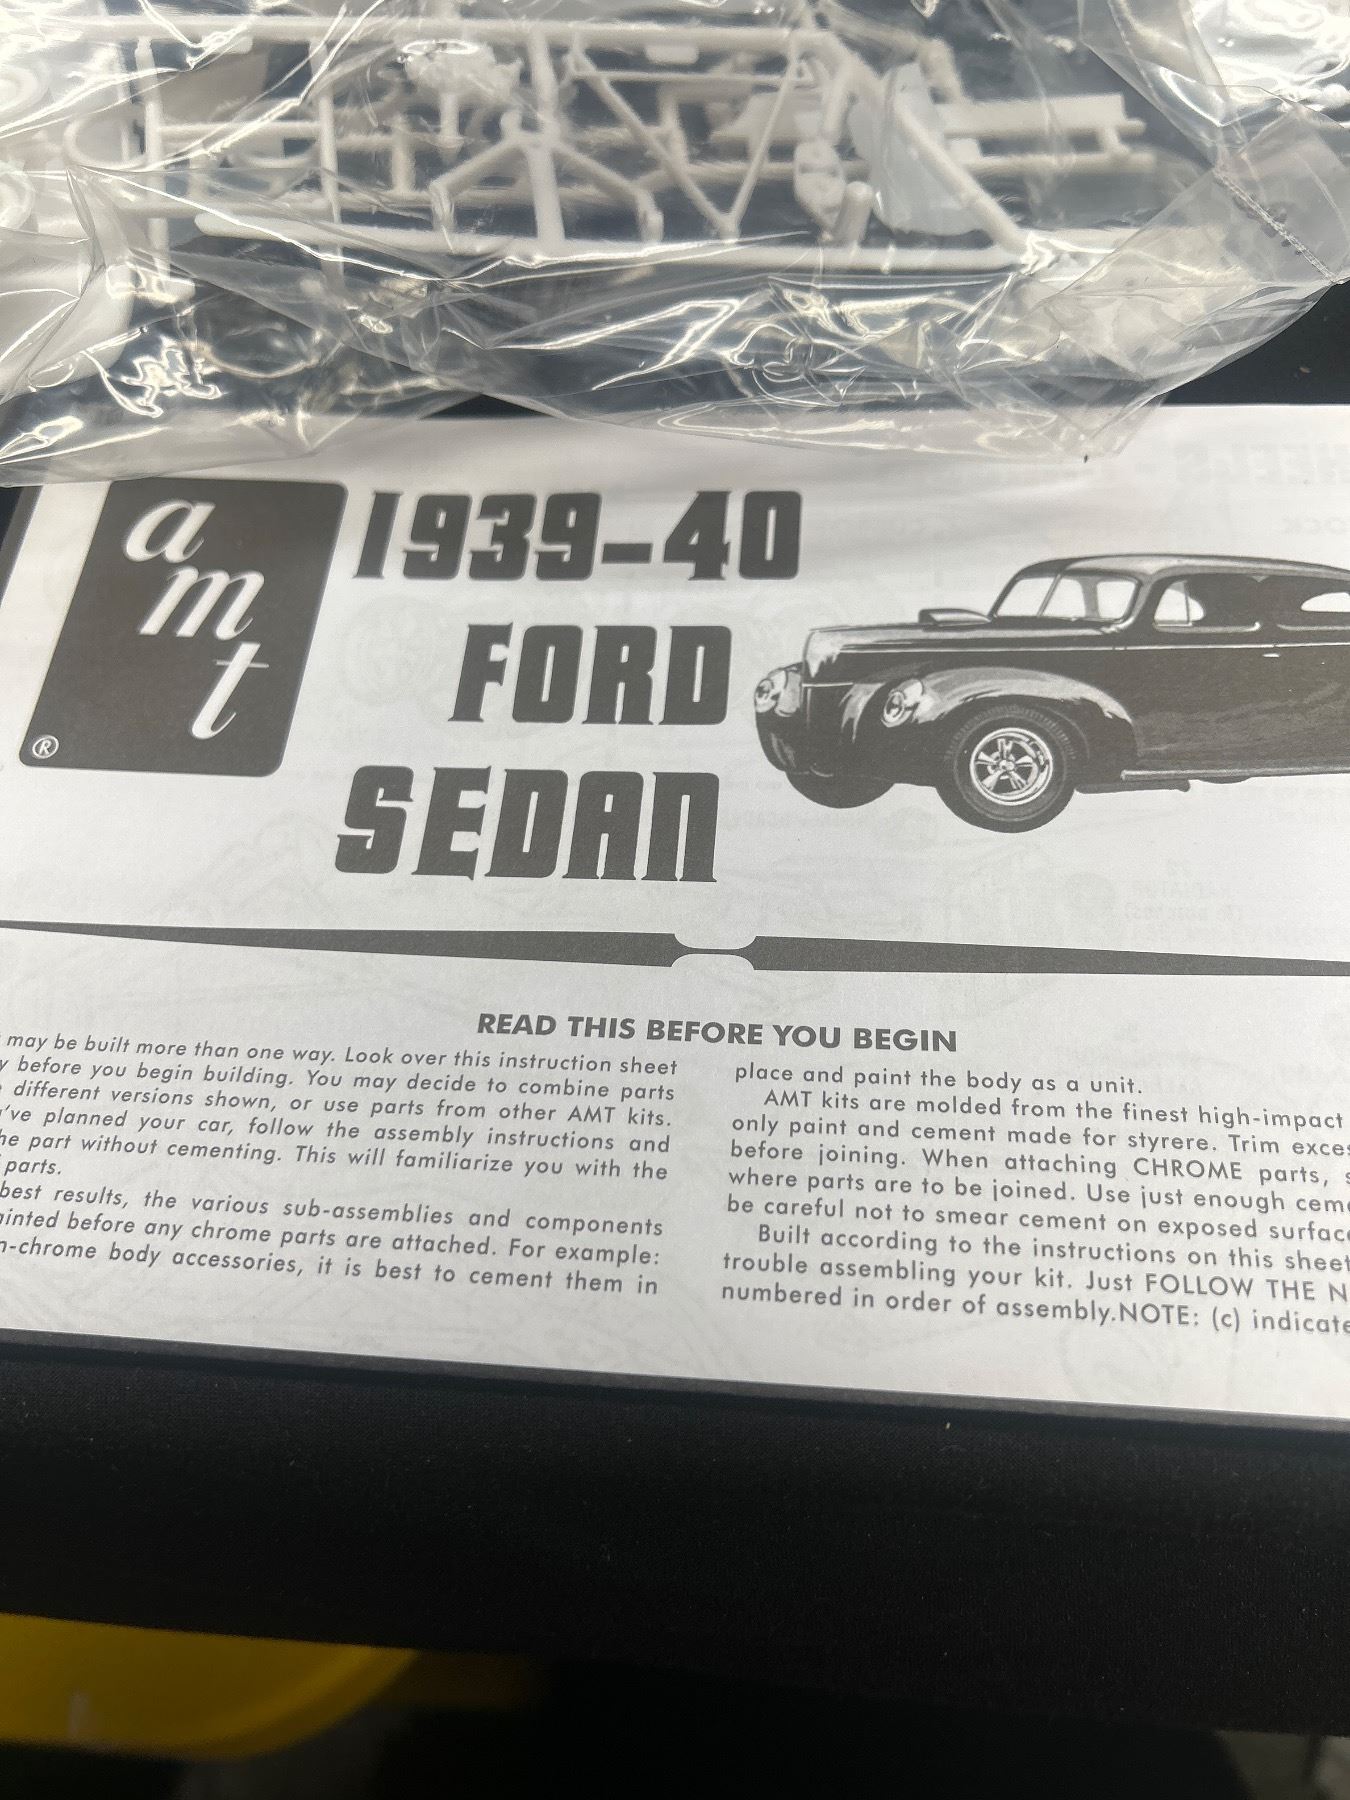 amt
®
1939-40
FORD
SEDAN
READ THIS BEFORE YOU BEGIN
may be built more than one way. Look over this instruction sheet
before you begin building. You may decide to combine parts
different versions shown, or use parts from other AMT kits.
've planned your car, follow the assembly instructions and
part without cementing. This will familiarize you with the
parts.
best results, the various sub-assemblies and components
before any chrome parts are attached. For example:
-chrome body accessories, it is best to cement them in
place and paint the body as a unit.
AMT kits are molded from the finest high-impact
only paint and cement made for styrere. Trim exces
before joining. When attaching CHROME parts, s
where parts are to be joined. Use just enough ceme
be careful not to smear cement on exposed surfac
Built according to the instructions on this sheet
trouble assembling your kit. Just FOLLOW THE N
numbered in order of assembly.NOTE: (c) indicate